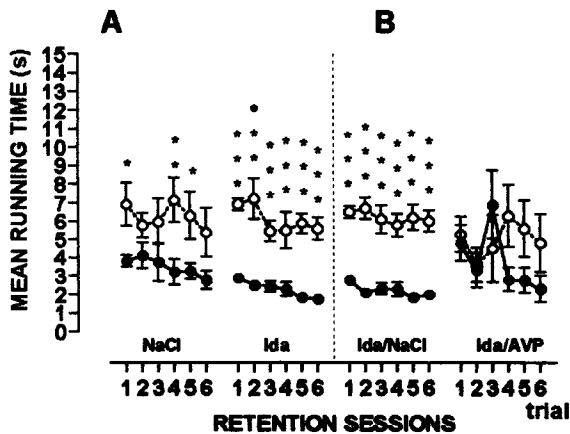 A B
MEAN RUNNING TIME (s)
15
14
13
12
11
10
9
8
7
6
5
4
3
2
1
0
NaCl Ida Ida/NaCl Ida/AVP
1 2 3 4 5 6 1 2 3 4 5 6 1 2 3 4 5 6 1 2 3 4 5 6
trial
RETENTION SESSIONS